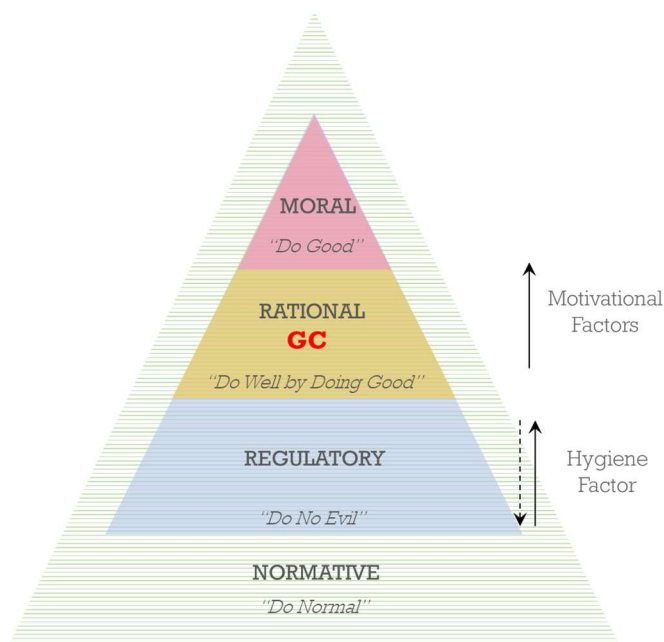 MORAL
“Do Good”
RATIONAL
GC
“Do Well by Doing Good”
Motivational
Factors
REGULATORY
“Do No Evil”
Hygiene
Factor
NORMATIVE
“Do Normal”